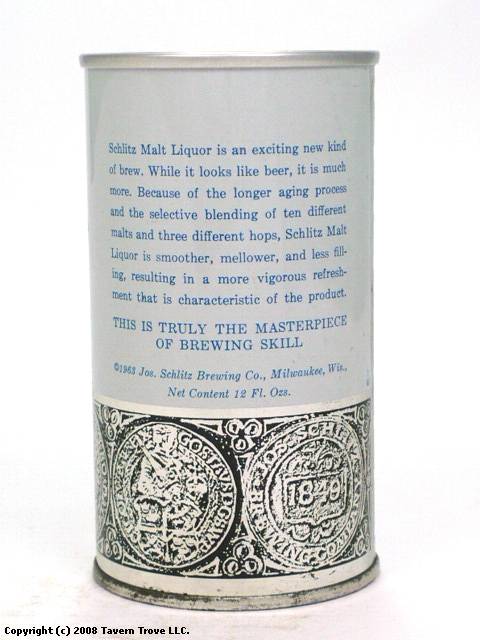 Schlitz Malt Liquor is an exciting new kind
of brew. While it looks like beer, it is much
more. Because of the longer aging process
and the selective blending of ten different
malts and three different hops, Schlitz Malt
Liquor is smoother, mellower, and less fill-
ing, resulting in a more vigorous refresh-
ment that is characteristic of the product.
THIS IS TRULY THE MASTERPIECE
OF BREWING SKILL
©1963 Jos. Schlitz Brewing Co., Milwaukee, Wis.,
Net Content 12 Fl. Ozs.
JOS. SCHLITZ
1849
BREWING
Copyright (c) 2008 Tavern Trove LLC.